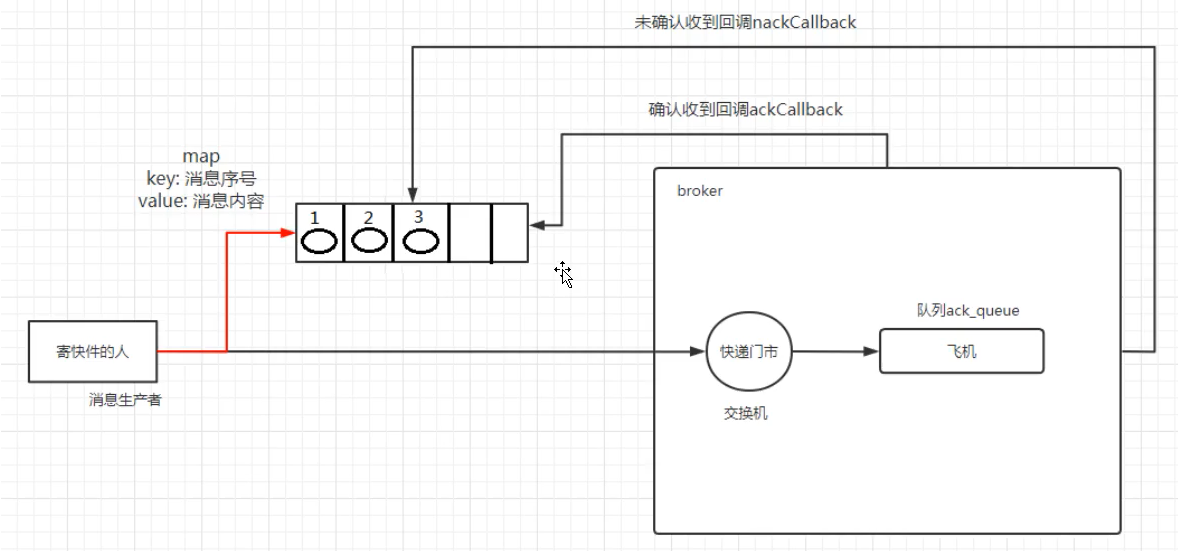 未确认收到回调nackCallback
确认收到回调ackCallback
map
key: 消息序号
value: 消息内容
broker
1
2
3
队列ack_queue
寄快件的人
快递门市
飞机
消息生产者
交换机